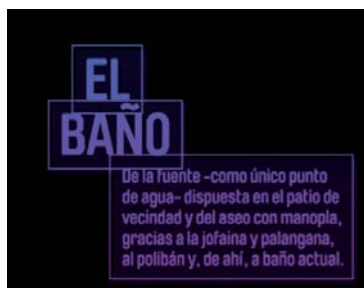 EL
BAÑO
De la fuente -como único punto
de agua- dispuesta en el patio de
vecindad y del aseo con manopla,
gracias a la jofaina y palangana,
al polibán y, de ahí, a baño actual.